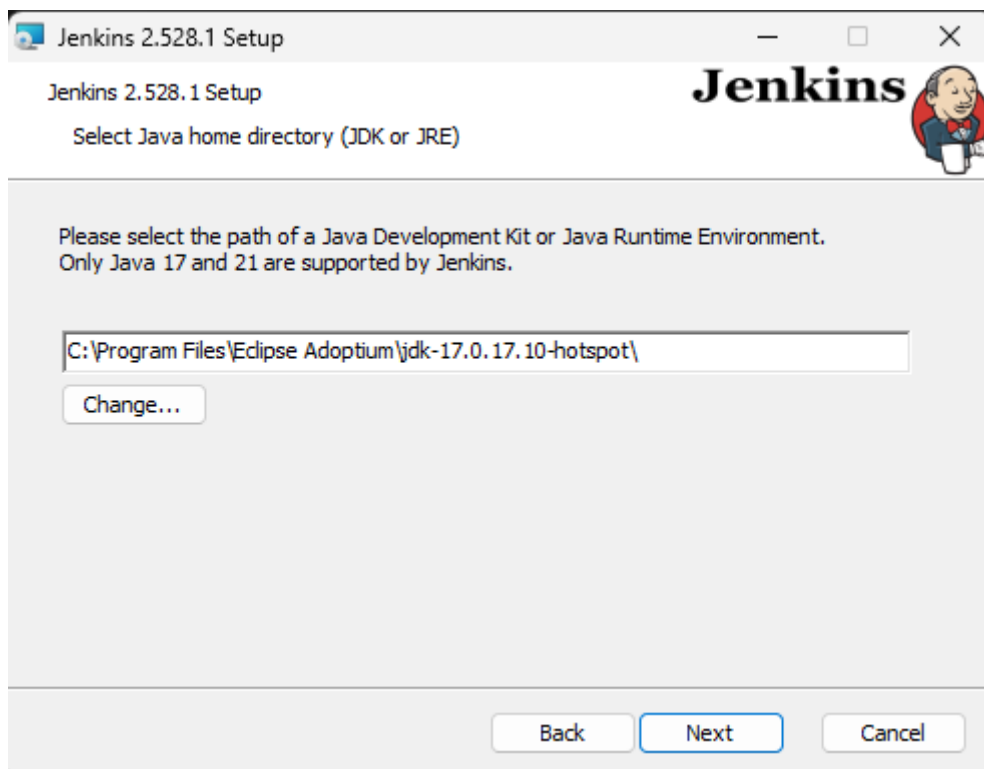 Jenkins 2.528.1 Setup
Jenkins 2.528.1 Setup
Jenkins
Select Java home directory (JDK or JRE)
Please select the path of a Java Development Kit or Java Runtime Environment.
Only Java 17 and 21 are supported by Jenkins.
C:\Program Files\Eclipse Adoptium\jdk-17.0.17.10-hotspot\
Change...
Back
Next
Cancel